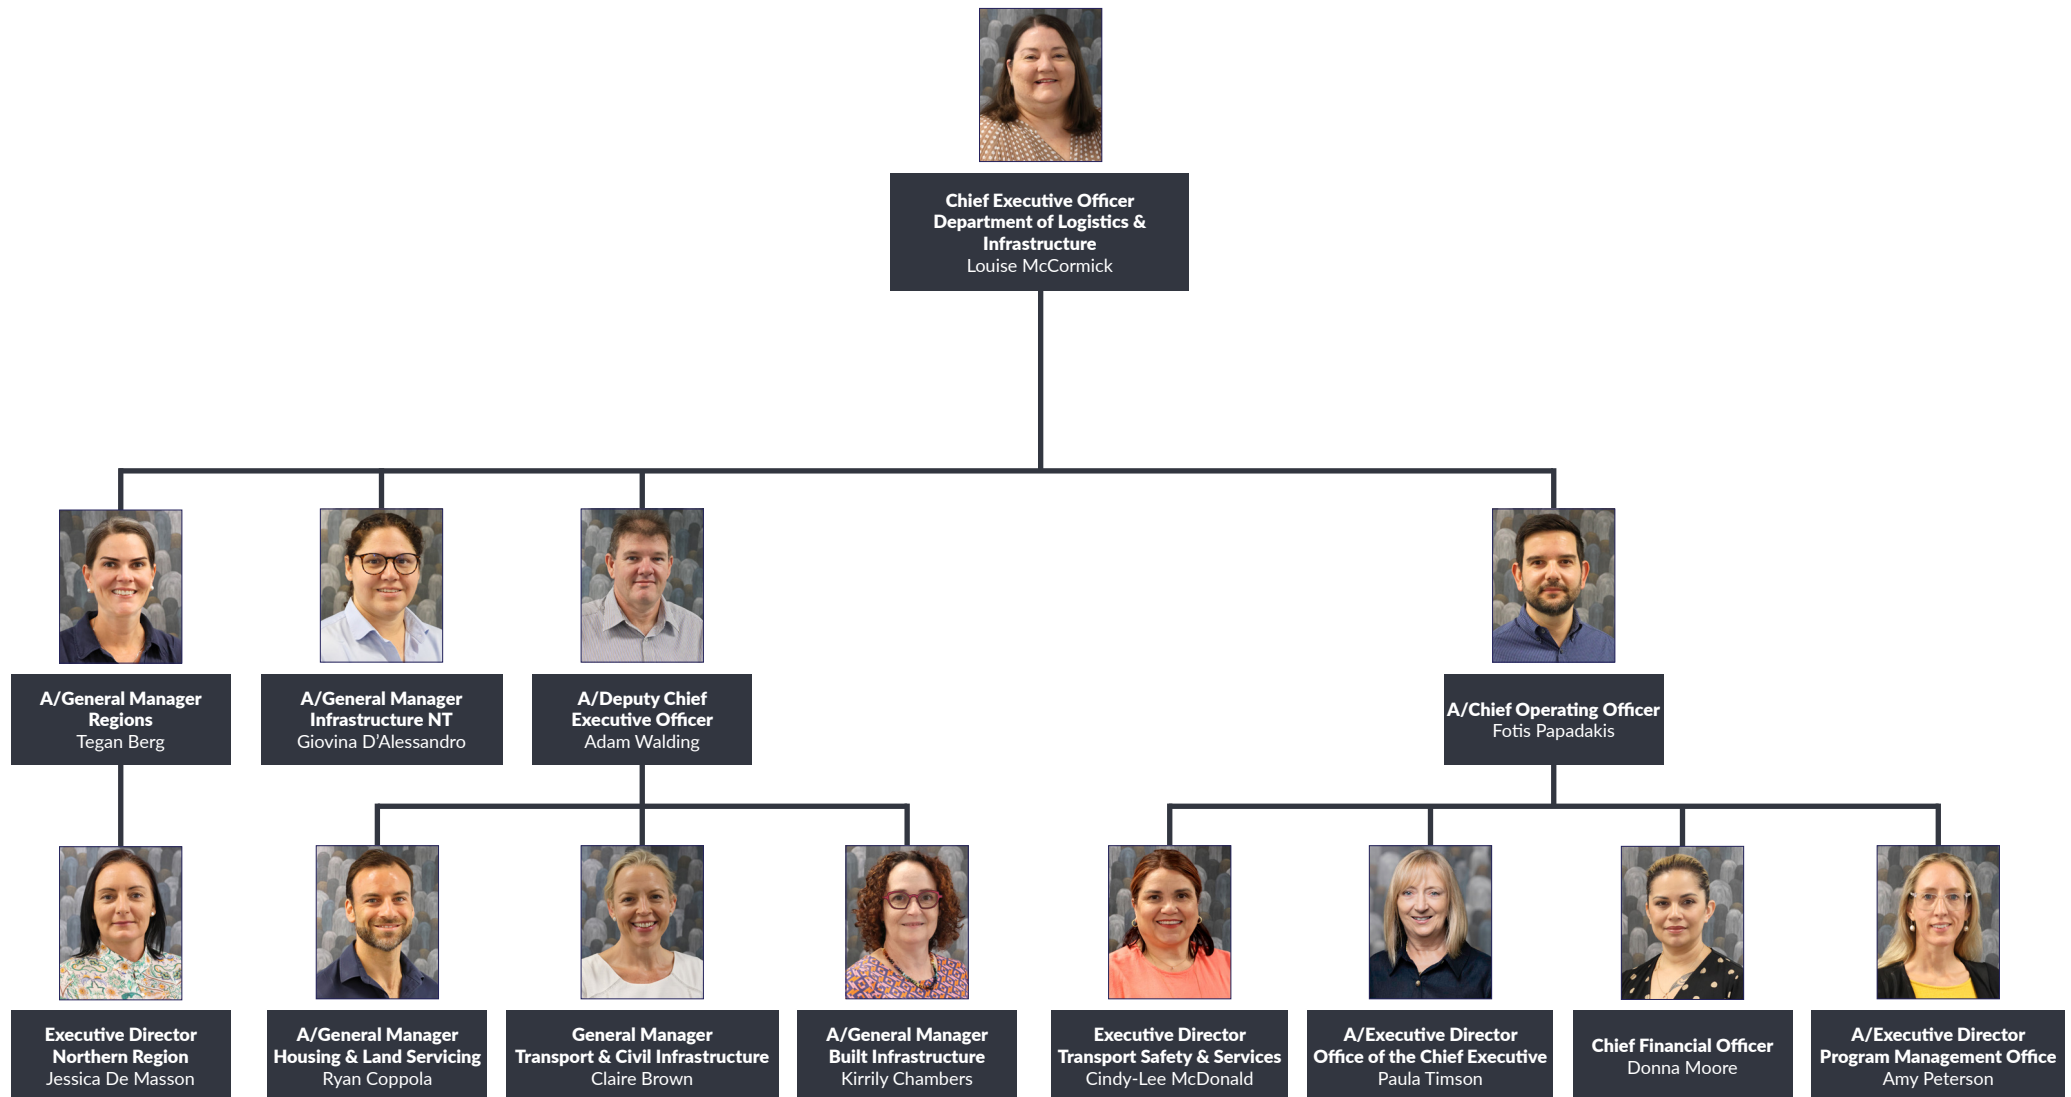 Chief Executive Officer
Department of Logistics &
Infrastructure
Louise McCormick
A/General Manager
Regions
Tegan Berg
A/General Manager
Infrastructure NT
Giovina D’Alessandro
A/Deputy Chief
Executive Officer
Adam Walding
A/Chief Operating Officer
Fotis Papadakis
Executive Director
Northern Region
Jessica De Masson
A/General Manager
Housing & Land Servicing
Ryan Coppola
General Manager
Transport & Civil Infrastructure
Claire Brown
A/General Manager
Built Infrastructure
Kirrily Chambers
Executive Director
Transport Safety & Services
Cindy-Lee McDonald
A/Executive Director
Office of the Chief Executive
Paula Timson
Chief Financial Officer
Donna Moore
A/Executive Director
Program Management Office
Amy Peterson